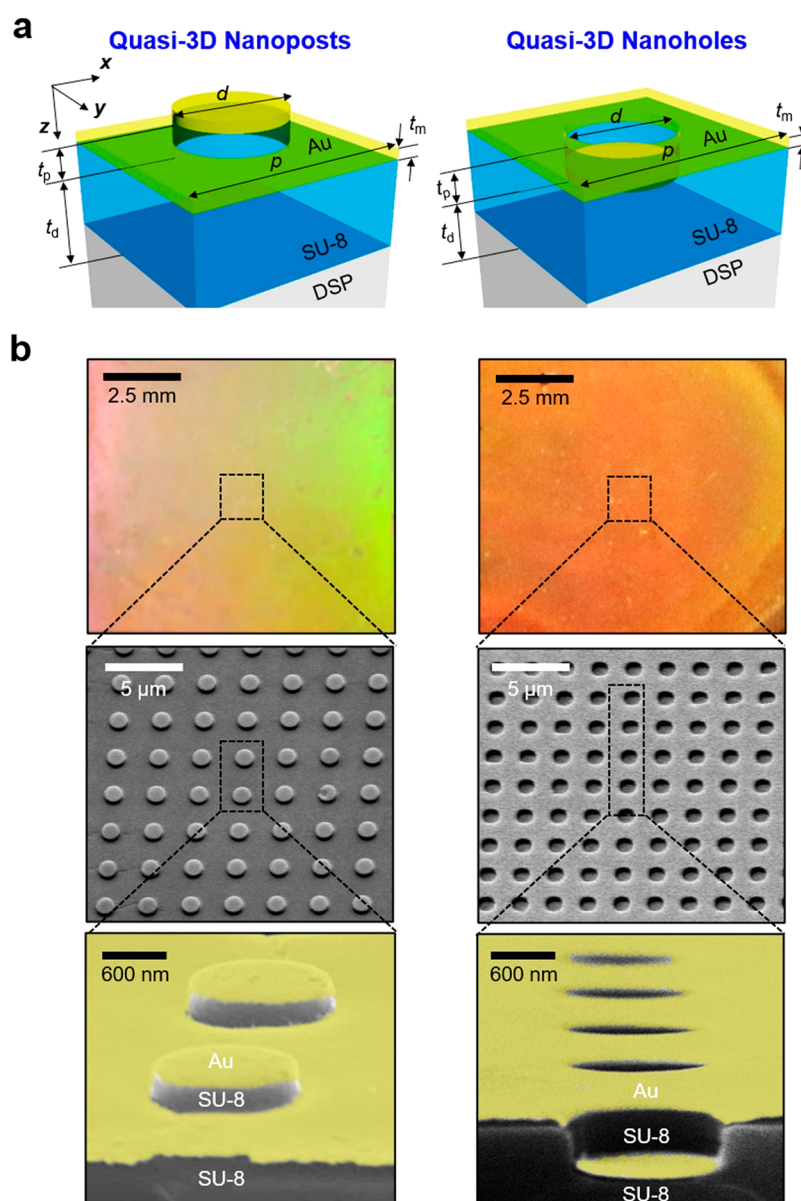 a
Quasi-3D Nanoposts
Quasi-3D Nanoholes
x
y
z
d
tm
Au
p
tp
td
SU-8
DSP
d
tm
p
tp
td
SU-8
DSP
b
2.5 mm
2.5 mm
5 μm
5 μm
600 nm
600 nm
Au
SU-8
SU-8
Au
SU-8
SU-8